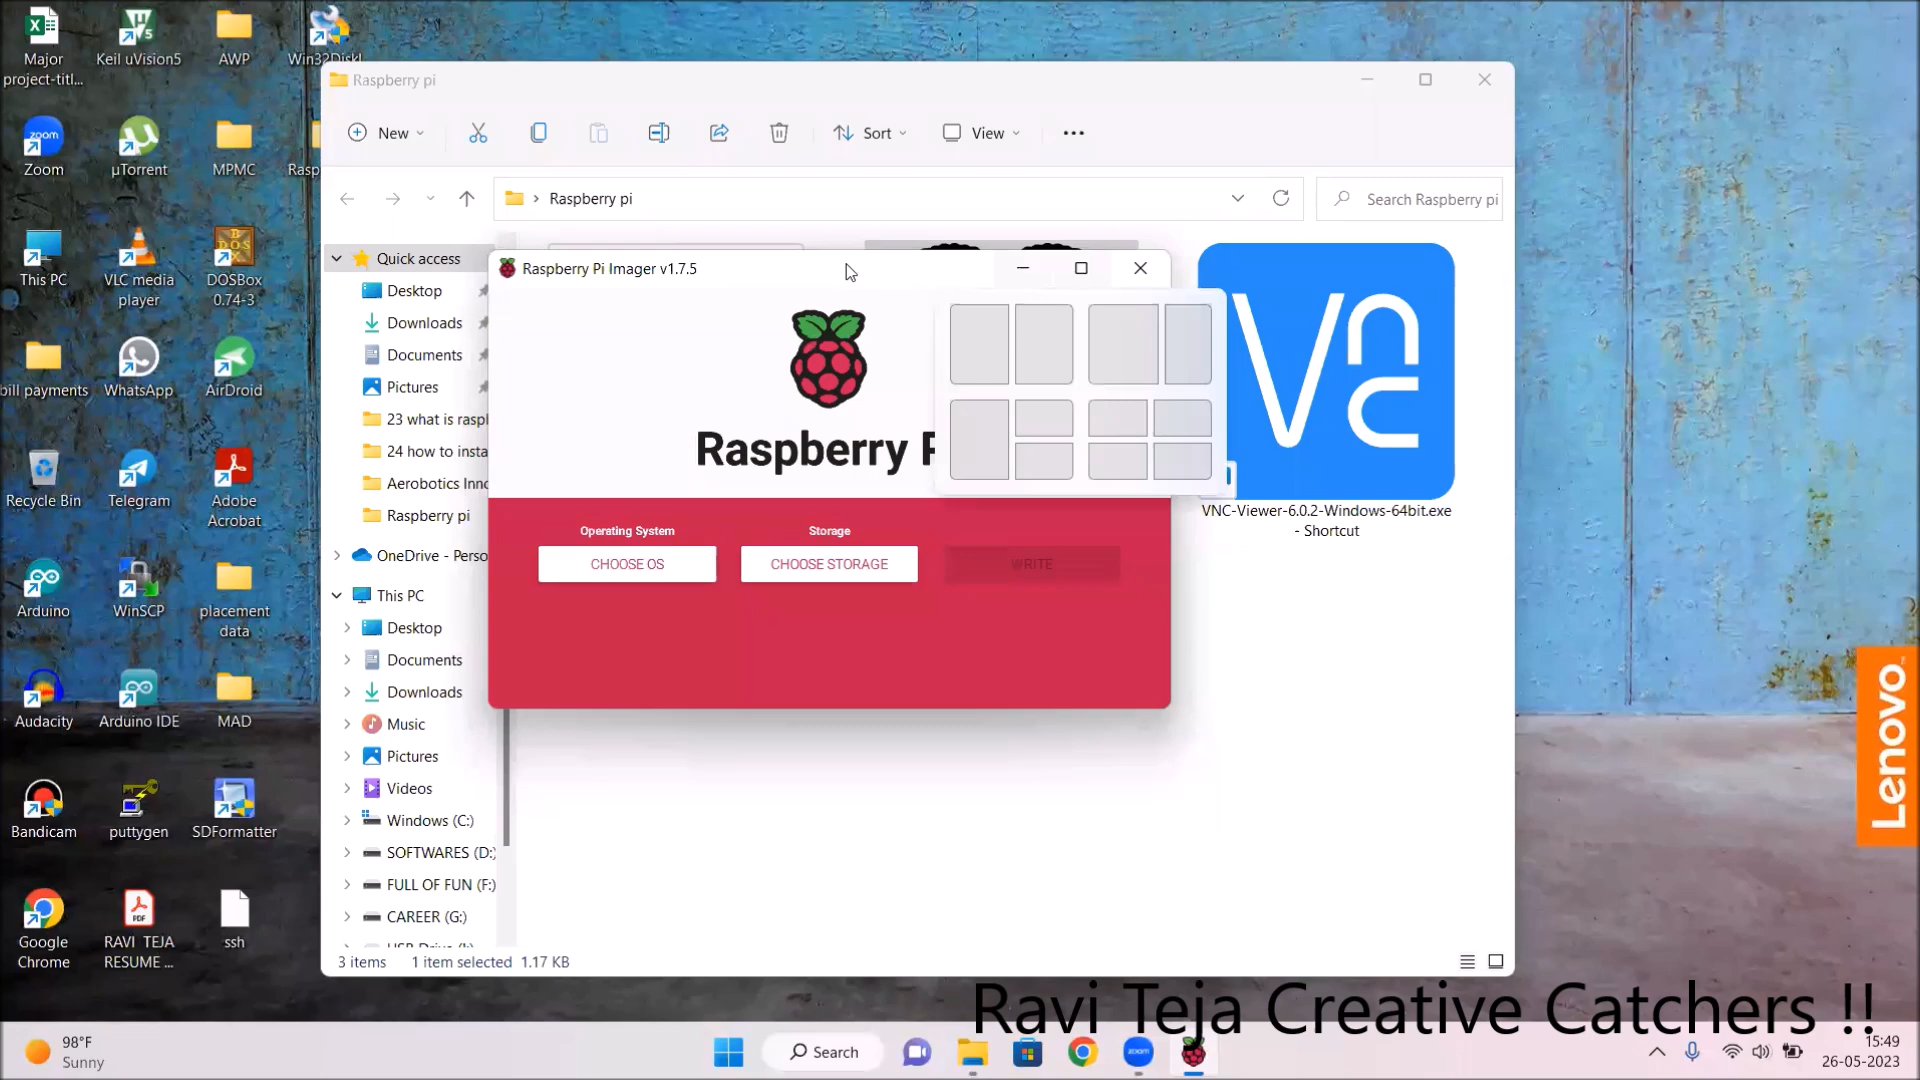 Major
project-titl...
Keil uVision5
AWP
Zoom
µTorrent
MPMC
This PC
VLC media
player
DOSBox
0.74-3
bill payments
WhatsApp
AirDroid
Recycle Bin
Telegram
Adobe
Acrobat
Arduino
WinSCP
placement
data
Audacity
Arduino IDE
MAD
Bandicam
puttygen
SDFormatter
Google
Chrome
RAVI TEJA
RESUME ...
ssh
Raspberry pi
New
Sort
View
Raspberry pi
Search Raspberry pi
Quick access
Desktop
Downloads
Documents
Pictures
23 what is raspl
24 how to insta
Aerobotics Inno
Raspberry pi
OneDrive - Perso
This PC
Desktop
Documents
Downloads
Music
Pictures
Videos
Windows (C:)
SOFTWARES (D:)
FULL OF FUN (F:)
CAREER (G:)
3 items 1 item selected 1.17 KB
Raspberry Pi Imager v1.7.5
Raspberry P
Operating System
Storage
CHOOSE OS
CHOOSE STORAGE
WRITE
Vnc
VNC-Viewer-6.0.2-Windows-64bit.exe
- Shortcut
Lenovo
Ravi Teja Creative Catchers !!
98°F
Sunny
Search
zoom
15:49
26-05-2023